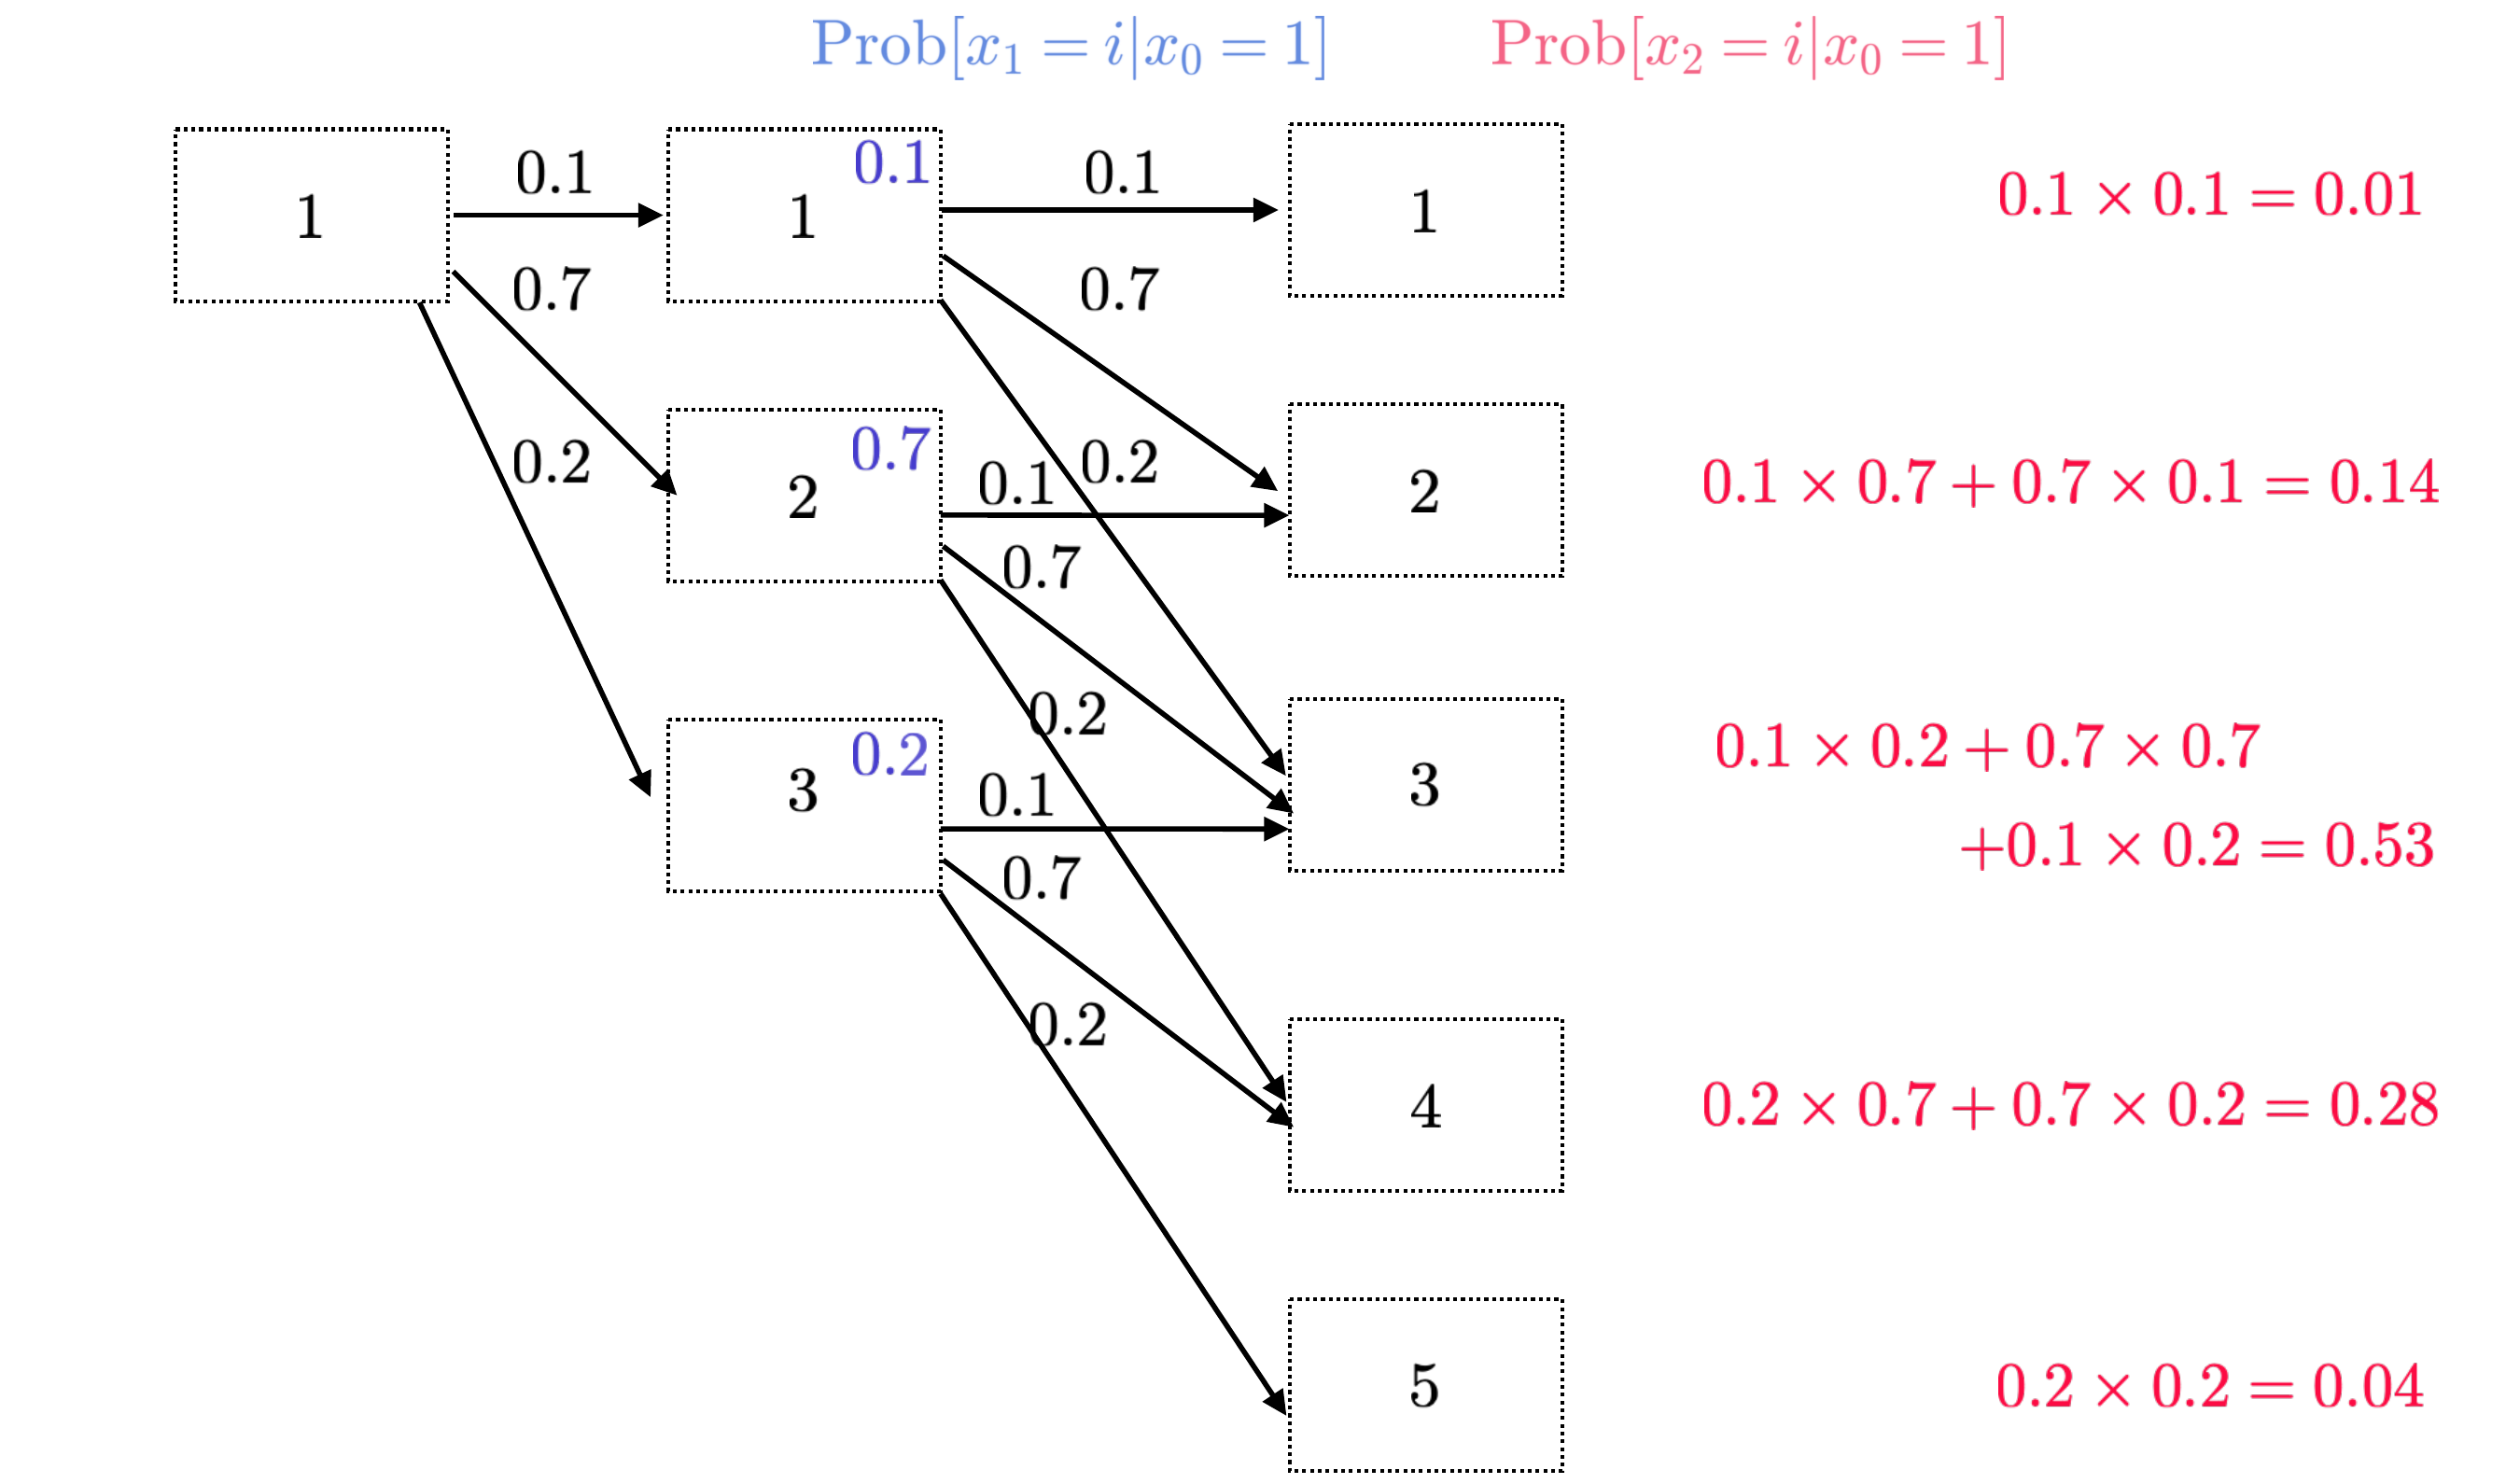 Prob[x₁ = i|x₀ = 1] Prob[x₂ = i|x₀ = 1]
1 0.1 1 0.1 0.1 1 0.1 × 0.1 = 0.01
0.7 0.7
0.2 2 0.7 0.1 0.2 2 0.1 × 0.7 + 0.7 × 0.1 = 0.14
0.7
0.2
3 0.2 0.1 3 0.1 × 0.2 + 0.7 × 0.7
+0.1 × 0.2 = 0.53
0.7
0.2
4 0.2 × 0.7 + 0.7 × 0.2 = 0.28
5 0.2 × 0.2 = 0.04